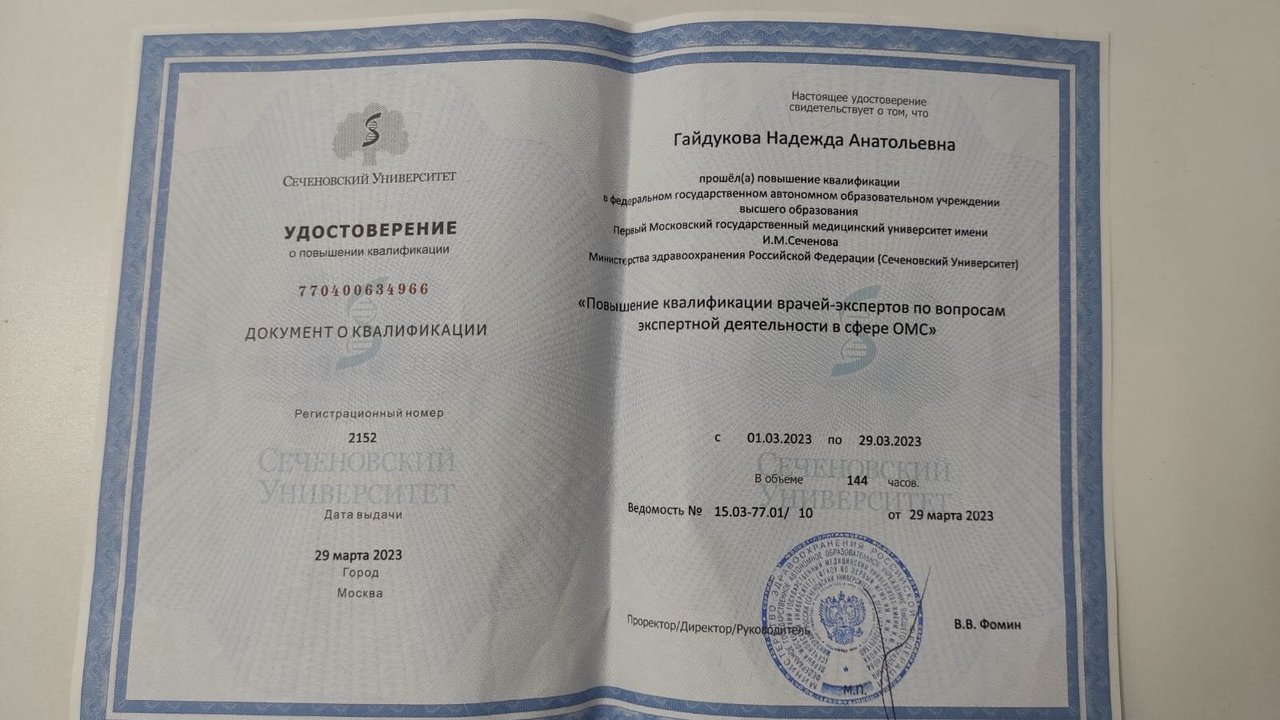 Сеченовский Университет
УДОСТОВЕРЕНИЕ
о повышении квалификации
770400634966
ДОКУМЕНТ О КВАЛИФИКАЦИИ
Регистрационный номер
2152
Сеченовский
Университет
Дата выдачи
29 марта 2023
Город
Москва
Настоящее удостоверение
свидетельствует о том, что
Гайдукова Надежда Анатольевна
прошёл(а) повышение квалификации
в федеральном государственном автономном образовательном учреждении
высшего образования
Первый Московский государственный медицинский университет имени
И.М.Сеченова
Министерства здравоохранения Российской Федерации (Сеченовский Университет)
«Повышение квалификации врачей-экспертов по вопросам
экспертной деятельности в сфере ОМС»
с 01.03.2023 по 29.03.2023
Сеченовский
Университет
В объеме 144 часов.
Ведомость № 15.03-77.01/ 10 от 29 марта 2023
Проректор/Директор/Руководитель
В.В. Фомин
М.П.